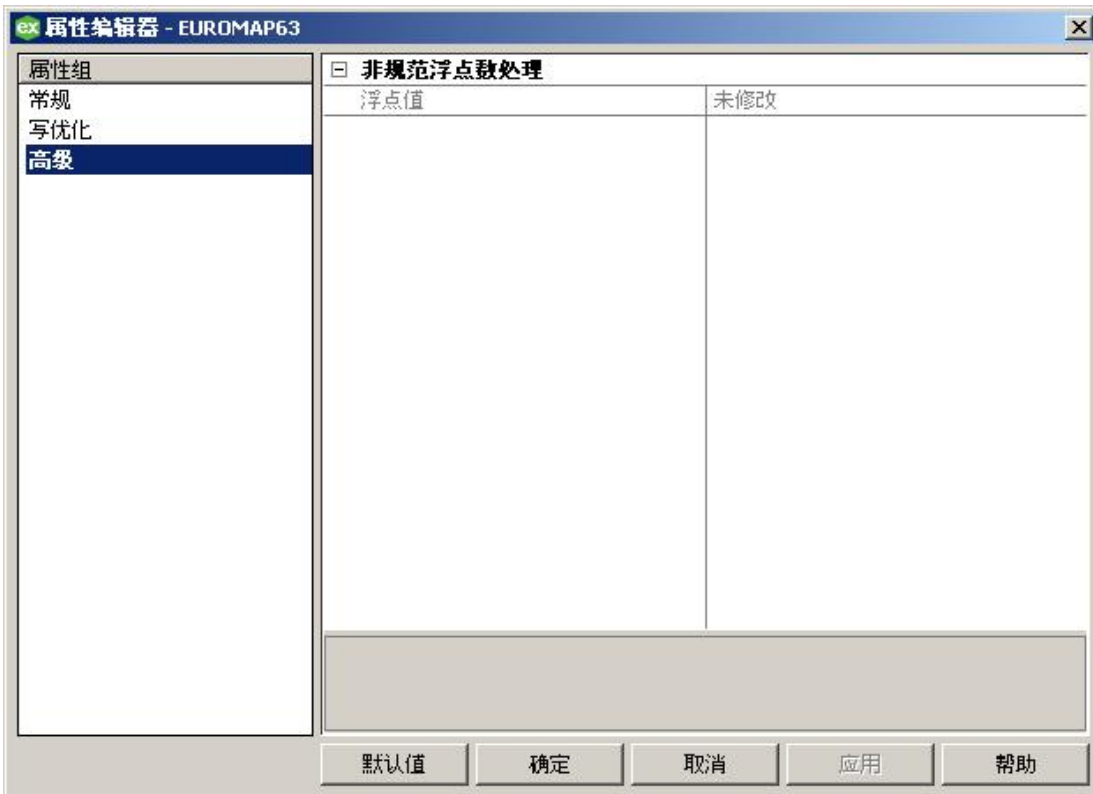 ex 属性编辑器 - EUROMAP63
属性组
常规
写优化
高级
非规范浮点数处理
浮点值 未修改
默认值 确定 取消 应用 帮助